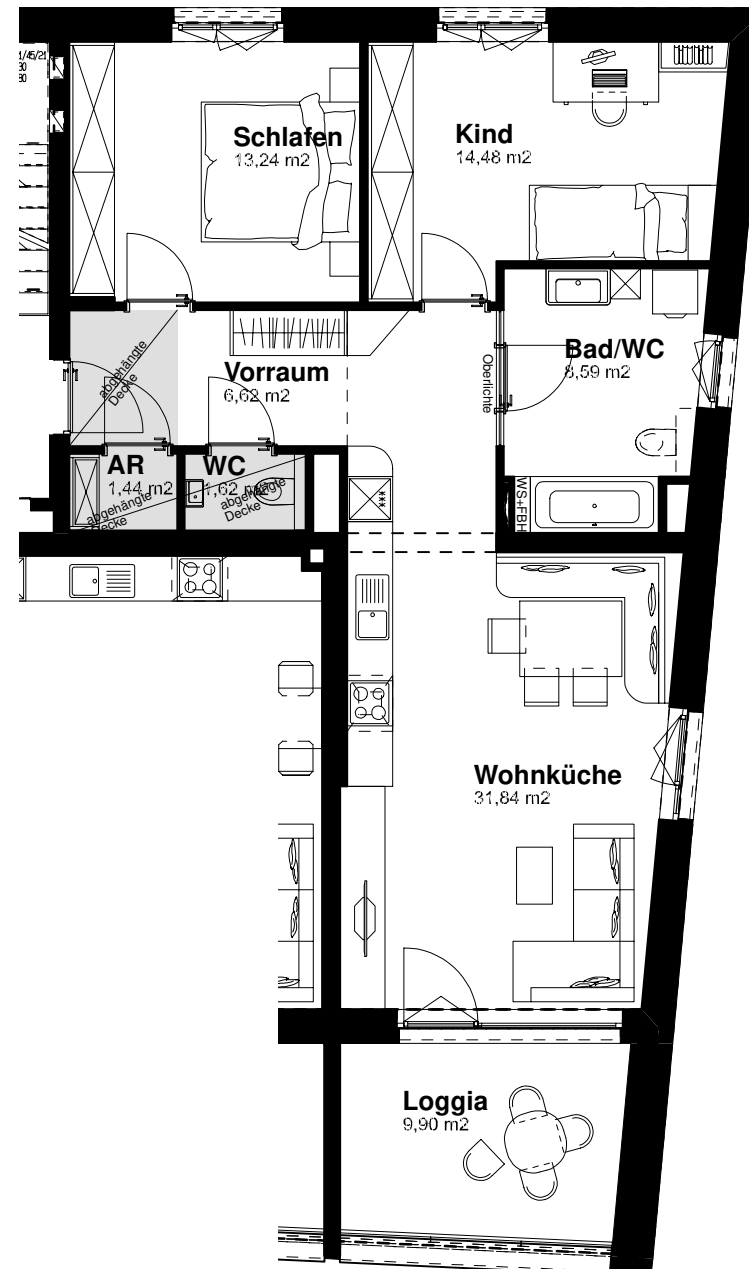 Schlafen
13,24 m2
Kind
14,48 m2
abgehängte
Decke
Vorraum
6,62 m2
Oberlichte
Bad/WC
8,59 m2
AR
1,44 m2
abgehängte
Decke
WC
1,62 m2
abgehängte
Decke
WS+FBH
Wohnküche
31,84 m2
Loggia
9,90 m2